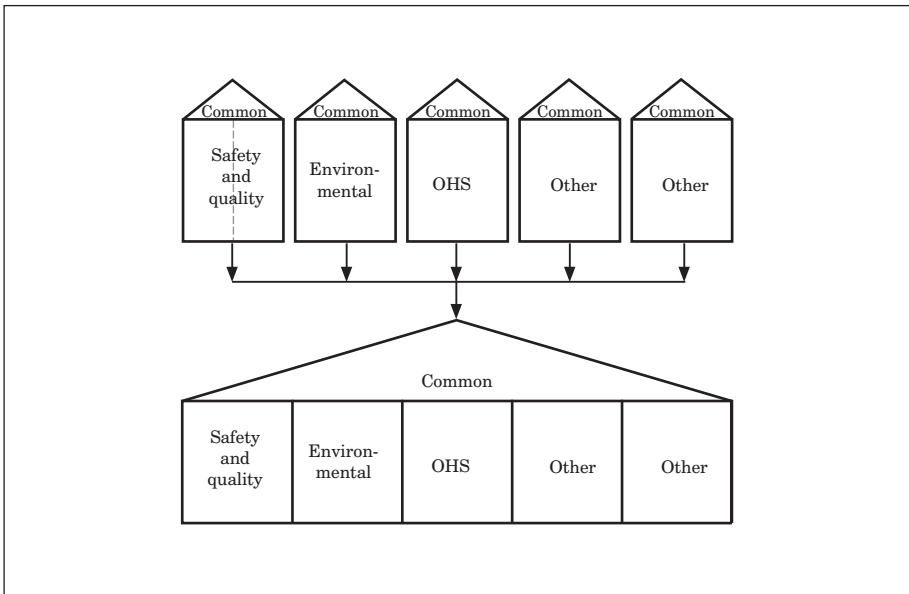 Common
Common
Common
Common
Common
Safety
and
quality
Environ-
mental
OHS
Other
Other
Common
Safety
and
quality
Environ-
mental
OHS
Other
Other